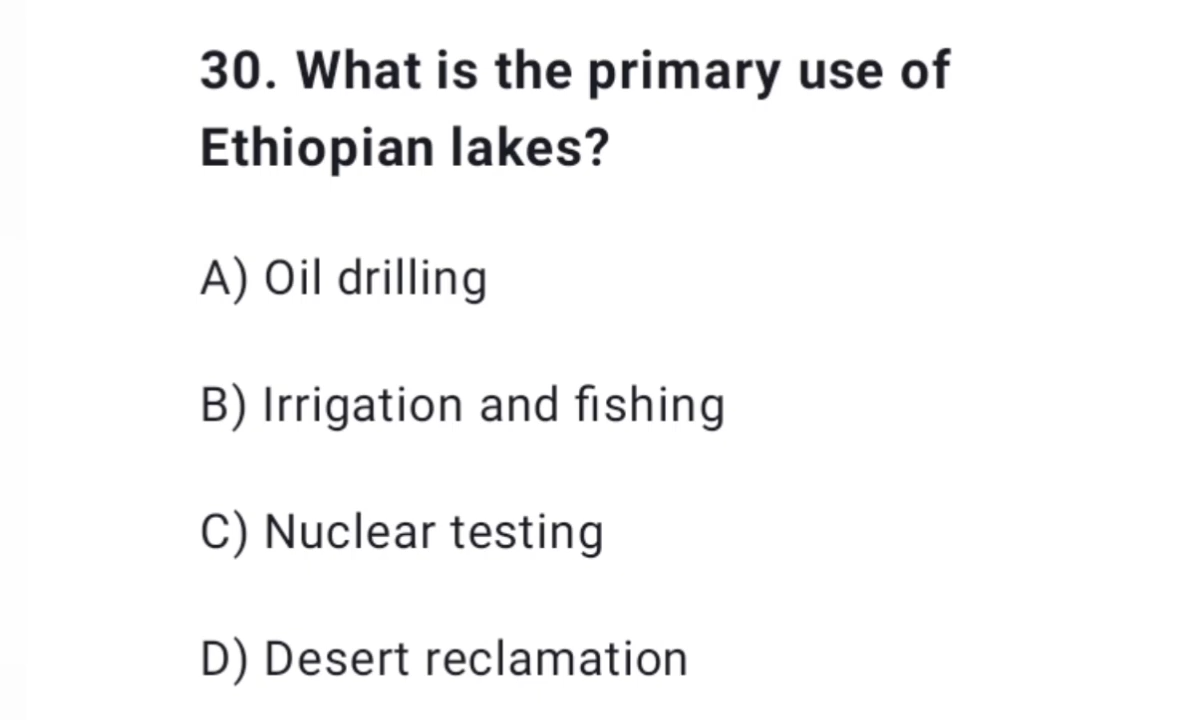 30. What is the primary use of
Ethiopian lakes?
A) Oil drilling
B) Irrigation and fishing
C) Nuclear testing
D) Desert reclamation